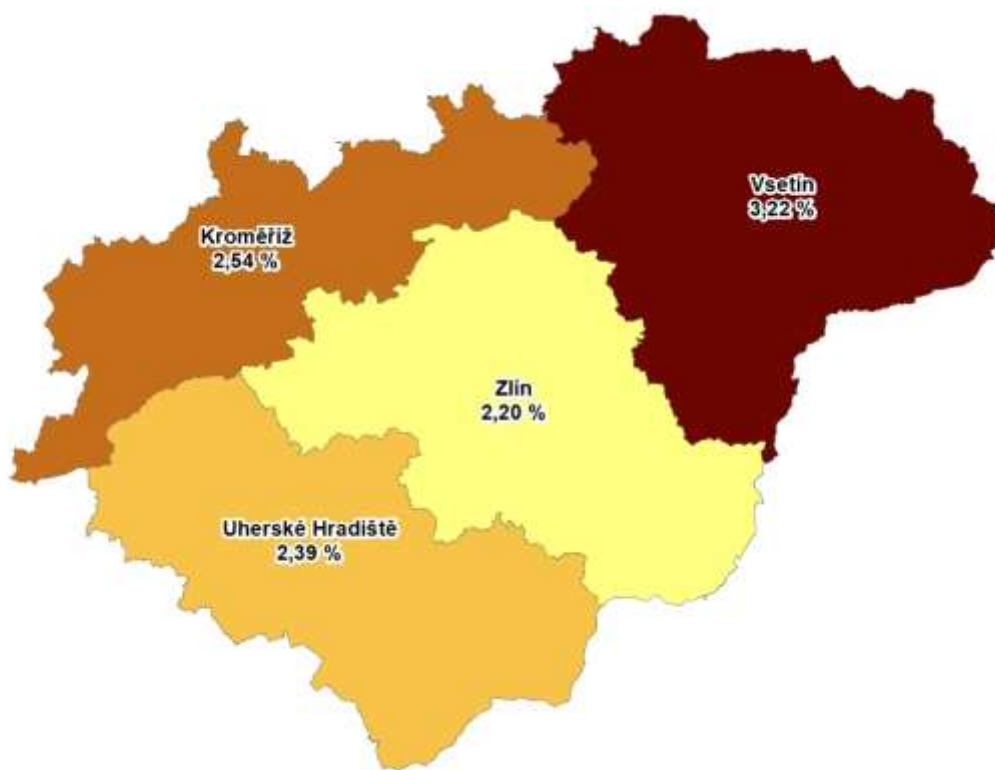 Vsetín
3,22 %
Kroměříž
2,54 %
Zlín
2,20 %
Uherské Hradiště
2,39 %